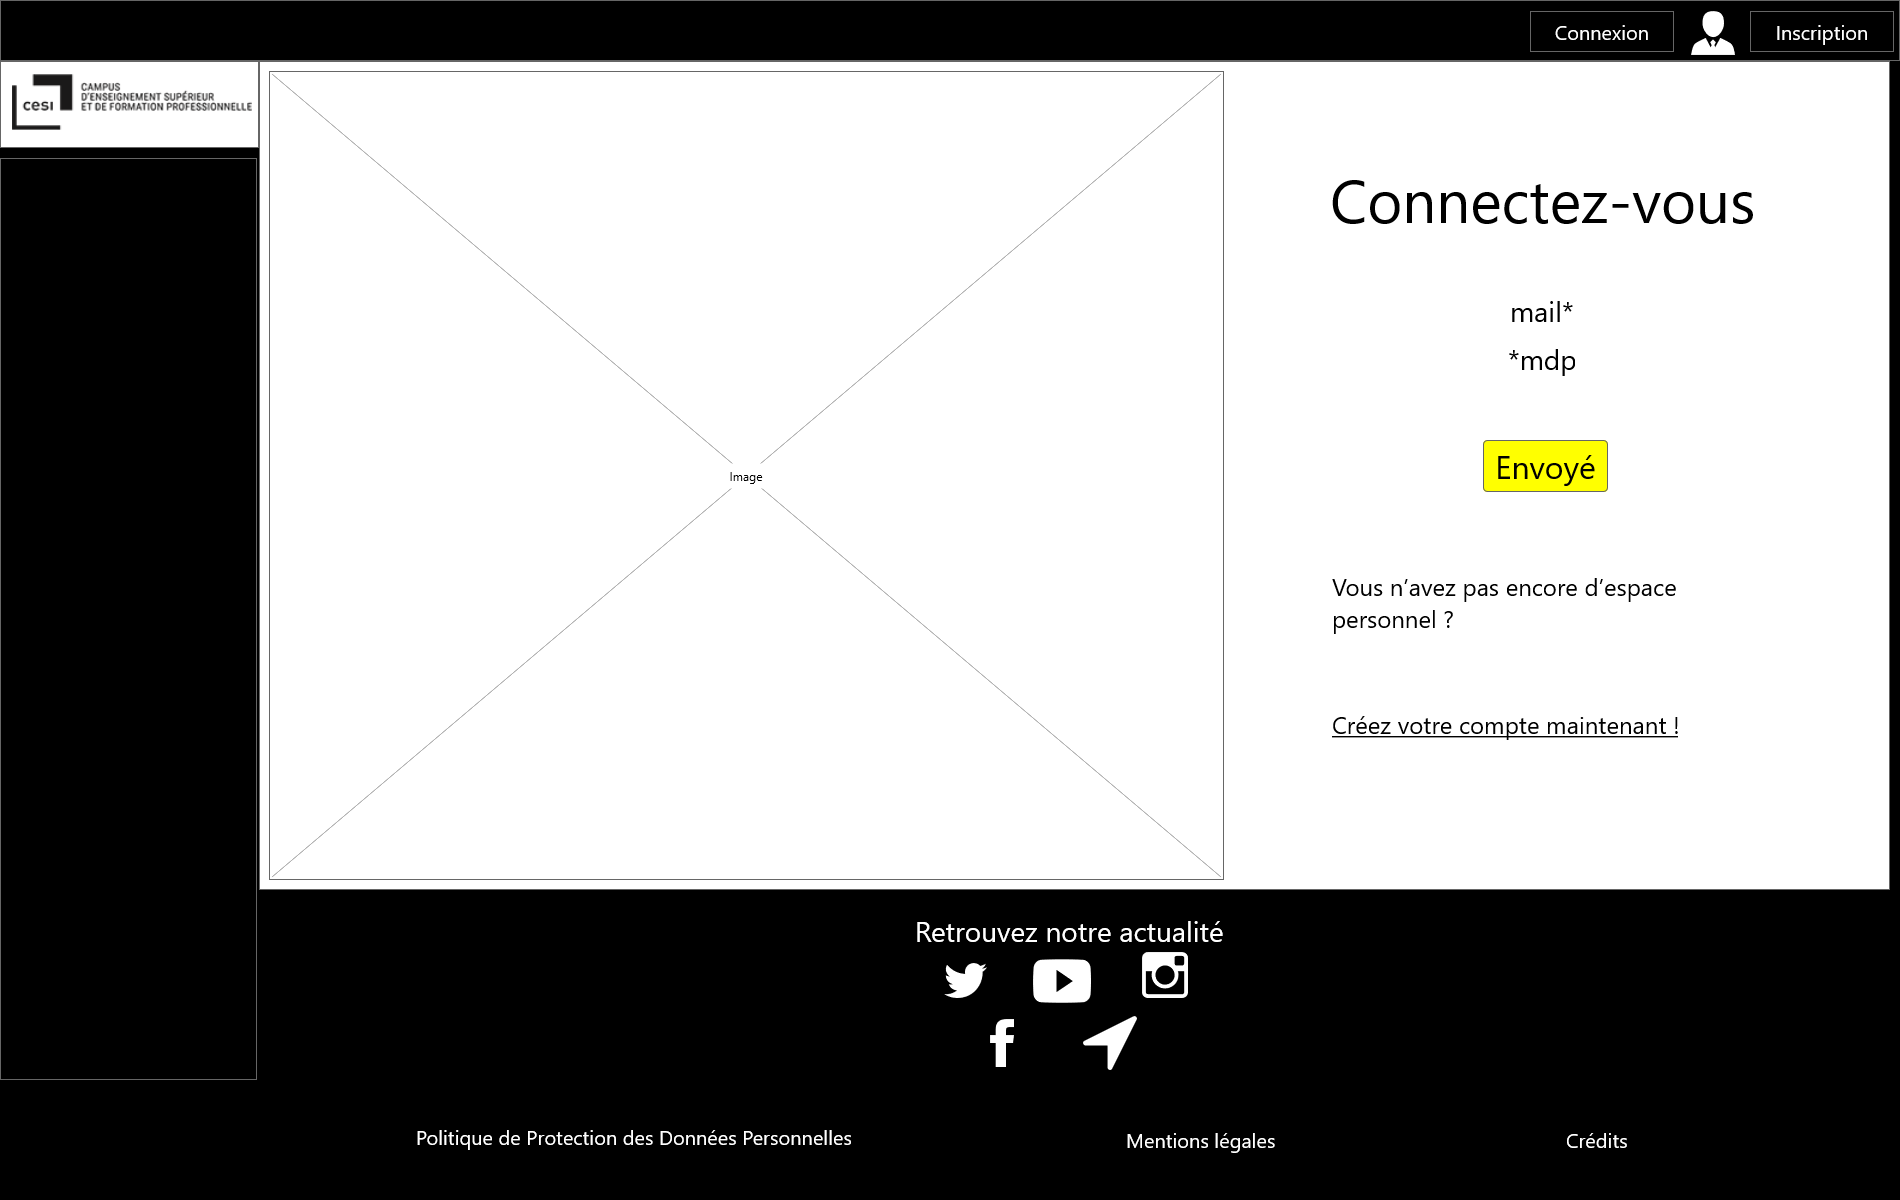 Connexion
Inscription
cesi
CAMPUS
D'ENSEIGNEMENT SUPÉRIEUR
ET DE FORMATION PROFESSIONNELLE
Image
Connectez-vous
mail*
*mdp
Envoyé
Vous n’avez pas encore d’espace
personnel ?
Créez votre compte maintenant !
Retrouvez notre actualité
Politique de Protection des Données Personnelles
Mentions légales
Crédits